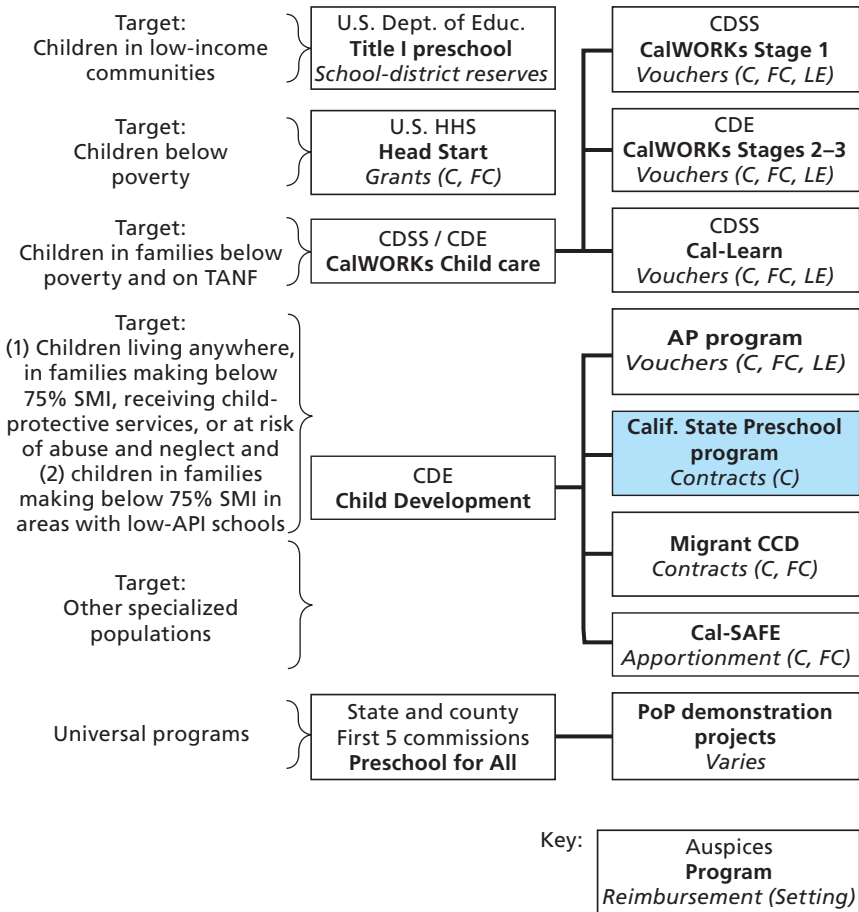 Target:
Children in low-income
communities
U.S. Dept. of Educ.
Title I preschool
School-district reserves
CDSS
CalWORKs Stage 1
Vouchers (C, FC, LE)
Target:
Children below
poverty
U.S. HHS
Head Start
Grants (C, FC)
CDE
CalWORKs Stages 2–3
Vouchers (C, FC, LE)
Target:
Children in families below
poverty and on TANF
CDSS / CDE
CalWORKs Child care
CDSS
Cal-Learn
Vouchers (C, FC, LE)
Target:
(1) Children living anywhere,
in families making below
75% SMI, receiving child-
protective services, or at risk
of abuse and neglect and
(2) children in families
making below 75% SMI in
areas with low-API schools
Target:
Other specialized
populations
CDE
Child Development
AP program
Vouchers (C, FC, LE)
Calif. State Preschool
program
Contracts (C)
Migrant CCD
Contracts (C, FC)
Cal-SAFE
Apportionment (C, FC)
Universal programs
State and county
First 5 commissions
Preschool for All
PoP demonstration
projects
Varies
Key:
Auspices
Program
Reimbursement (Setting)